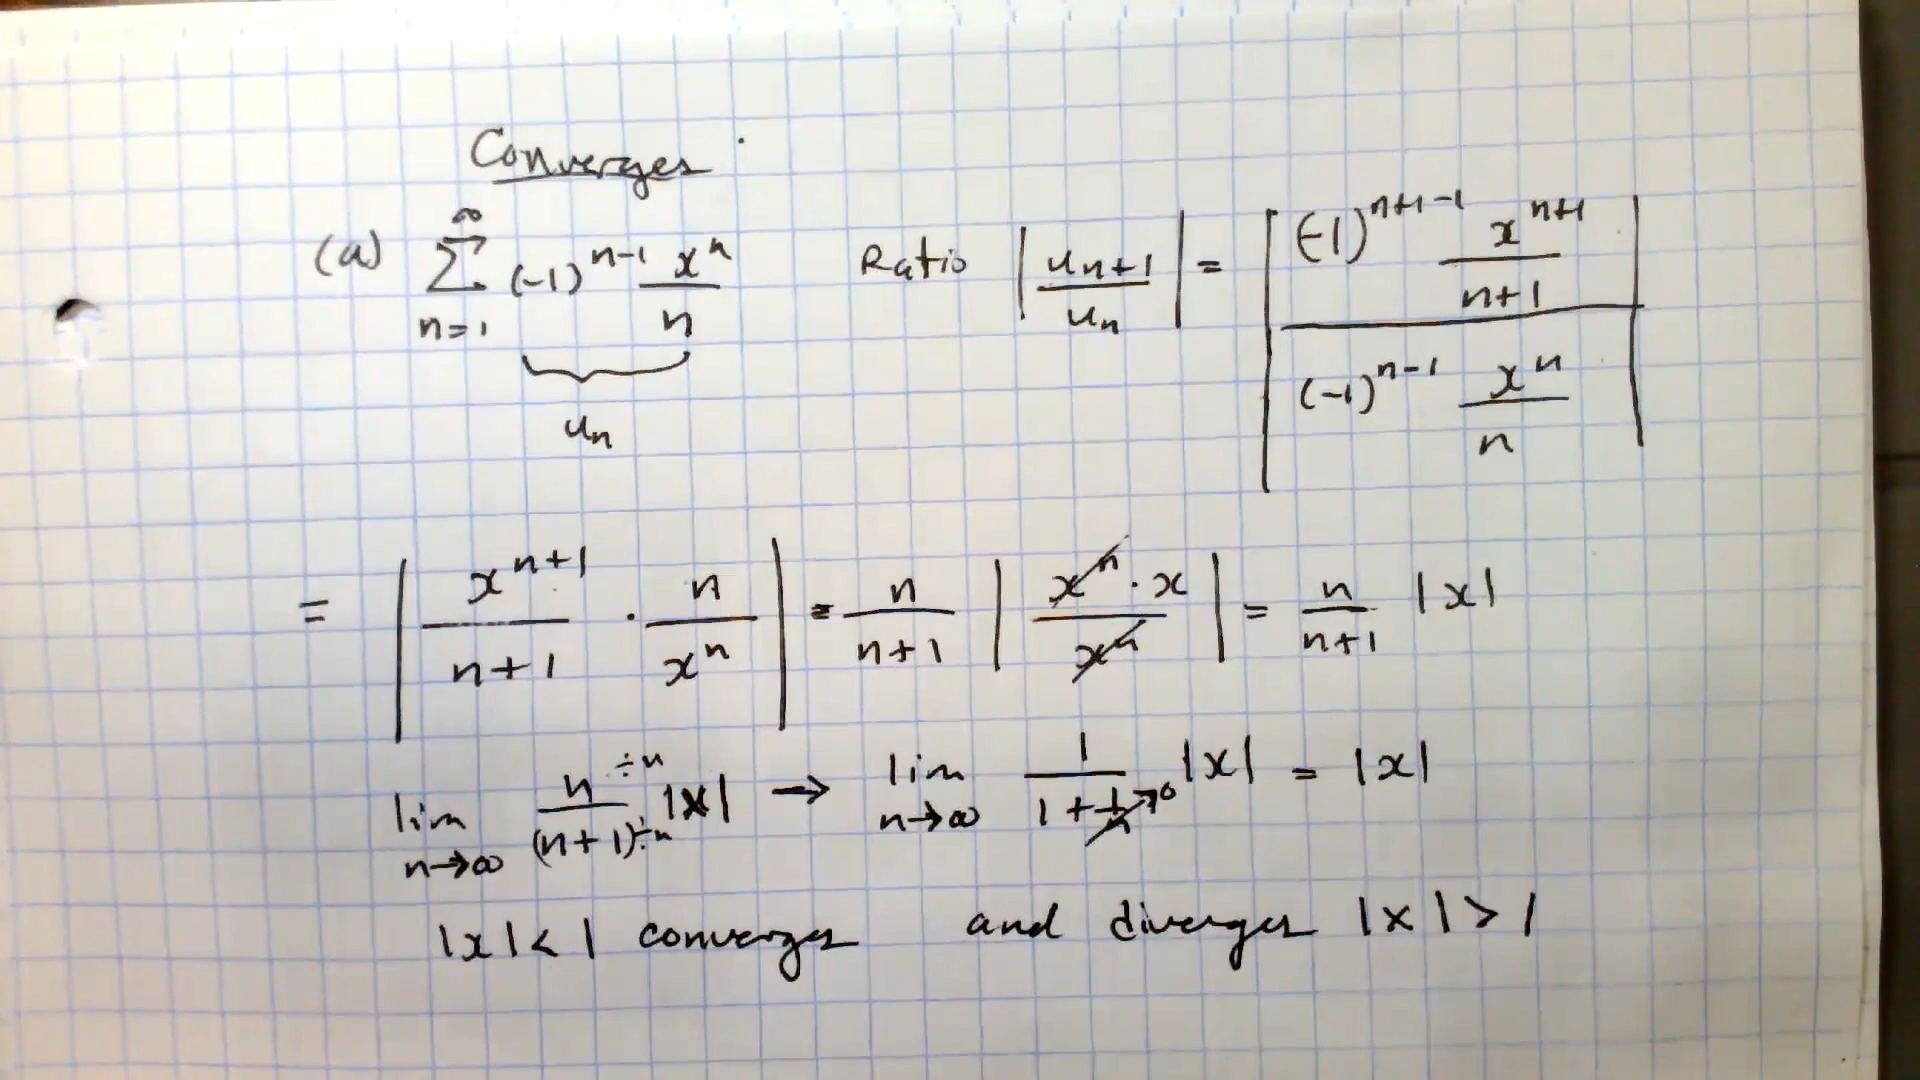 Converges
(a) ∑_{n=1}^{∞} (-1)^{n-1} x^n/n   Ratio |u_{n+1}/u_n| = |((-1)^{n+1-1} x^{n+1}/(n+1)) / ((-1)^{n-1} x^n/n)|
u_n
= |x^{n+1}/(n+1) · n/x^n| = n/(n+1) |x^n · x / x^n| = n/(n+1) |x|
lim_{n→∞} n ÷n/(n+1) ÷n |x| → lim_{n→∞} 1/(1 + 1/n → 0) |x| = |x|
|x| < 1 converges and diverges |x| > 1